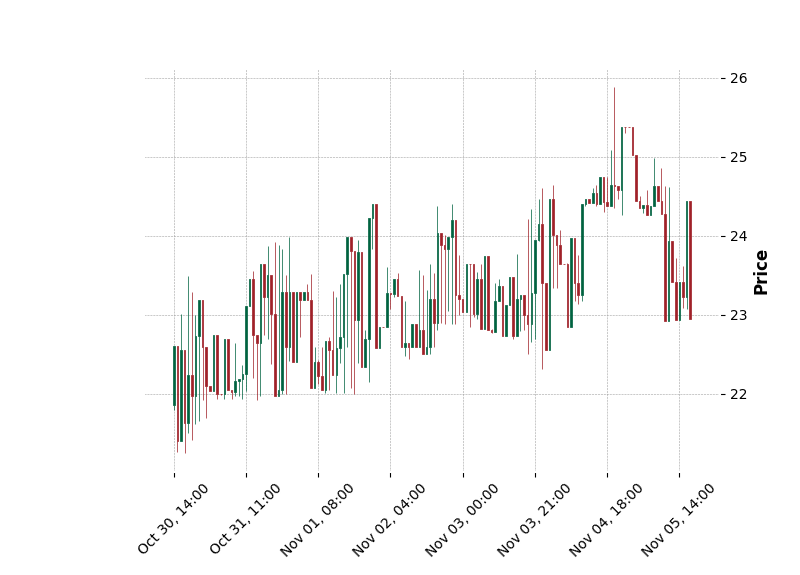 26
25
24
23
22
Price
Oct 30, 14:00
Oct 31, 11:00
Nov 01, 08:00
Nov 02, 04:00
Nov 03, 00:00
Nov 03, 21:00
Nov 04, 18:00
Nov 05, 14:00